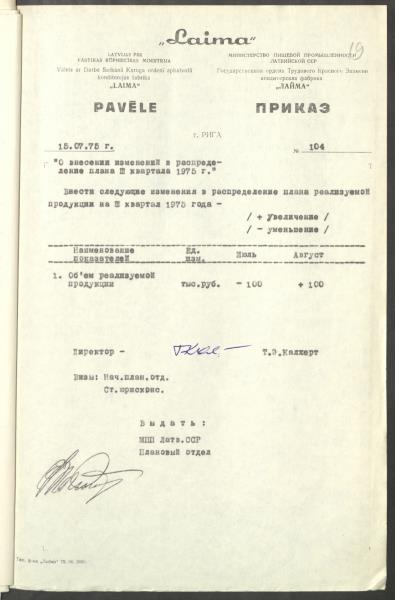 „Laima"
19
LATVIJAS PSR
PĀRTIKAS RŪPNIECĪBAS MINISTRIJA
Valsts ar Darba Sarkanā Karoga ordeni apbalvotā
konditorejas fabrika
„LAIMA"
PAVĒLE
МИНИСТЕРСТВО ПИЩЕВОЙ ПРОМЫШЛЕННОСТИ
ЛАТВИЙСКОЙ ССР
Государственная ордена Трудового Красного Знамени
кондитерская фабрика
„ЛАЙМА"
ПРИКАЗ
г. РИГА
15.07.75 г.
№ 104
"О внесении изменений в распреде-
ление плана Ш квартала 1975 г."
Внести следующие изменения в распределение плана реализуемой
продукции на Ш квартал 1975 года -
/ + увеличение /
/ - уменьшение /
Наименование показателей Ед. изм. Июль Август
1. Об'ем реализуемой
продукции тыс.руб. - 100 + 100
Директор - Т.Э.Калхерт
Визы: Нач.план.отд.
Ст.юрисконс.
Выдать:
МПП Латв.ССР
Плановый отдел